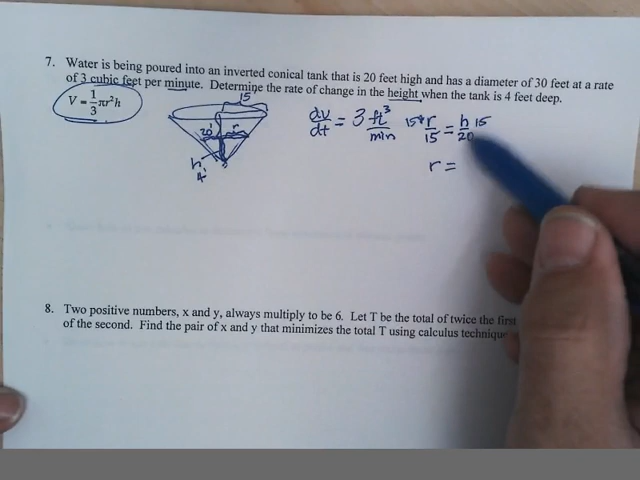 7. Water is being poured into an inverted conical tank that is 20 feet high and has a diameter of 30 feet at a rate
of 3 cubic feet per minute. Determine the rate of change in the height when the tank is 4 feet deep.
V = 1/3 πr²h
15
20'
r
h
4'
dv/dt = 3 ft³/min
15* r/15 = h/20 15
r =
8. Two positive numbers, x and y, always multiply to be 6. Let T be the total of twice the first
of the second. Find the pair of x and y that minimizes the total T using calculus